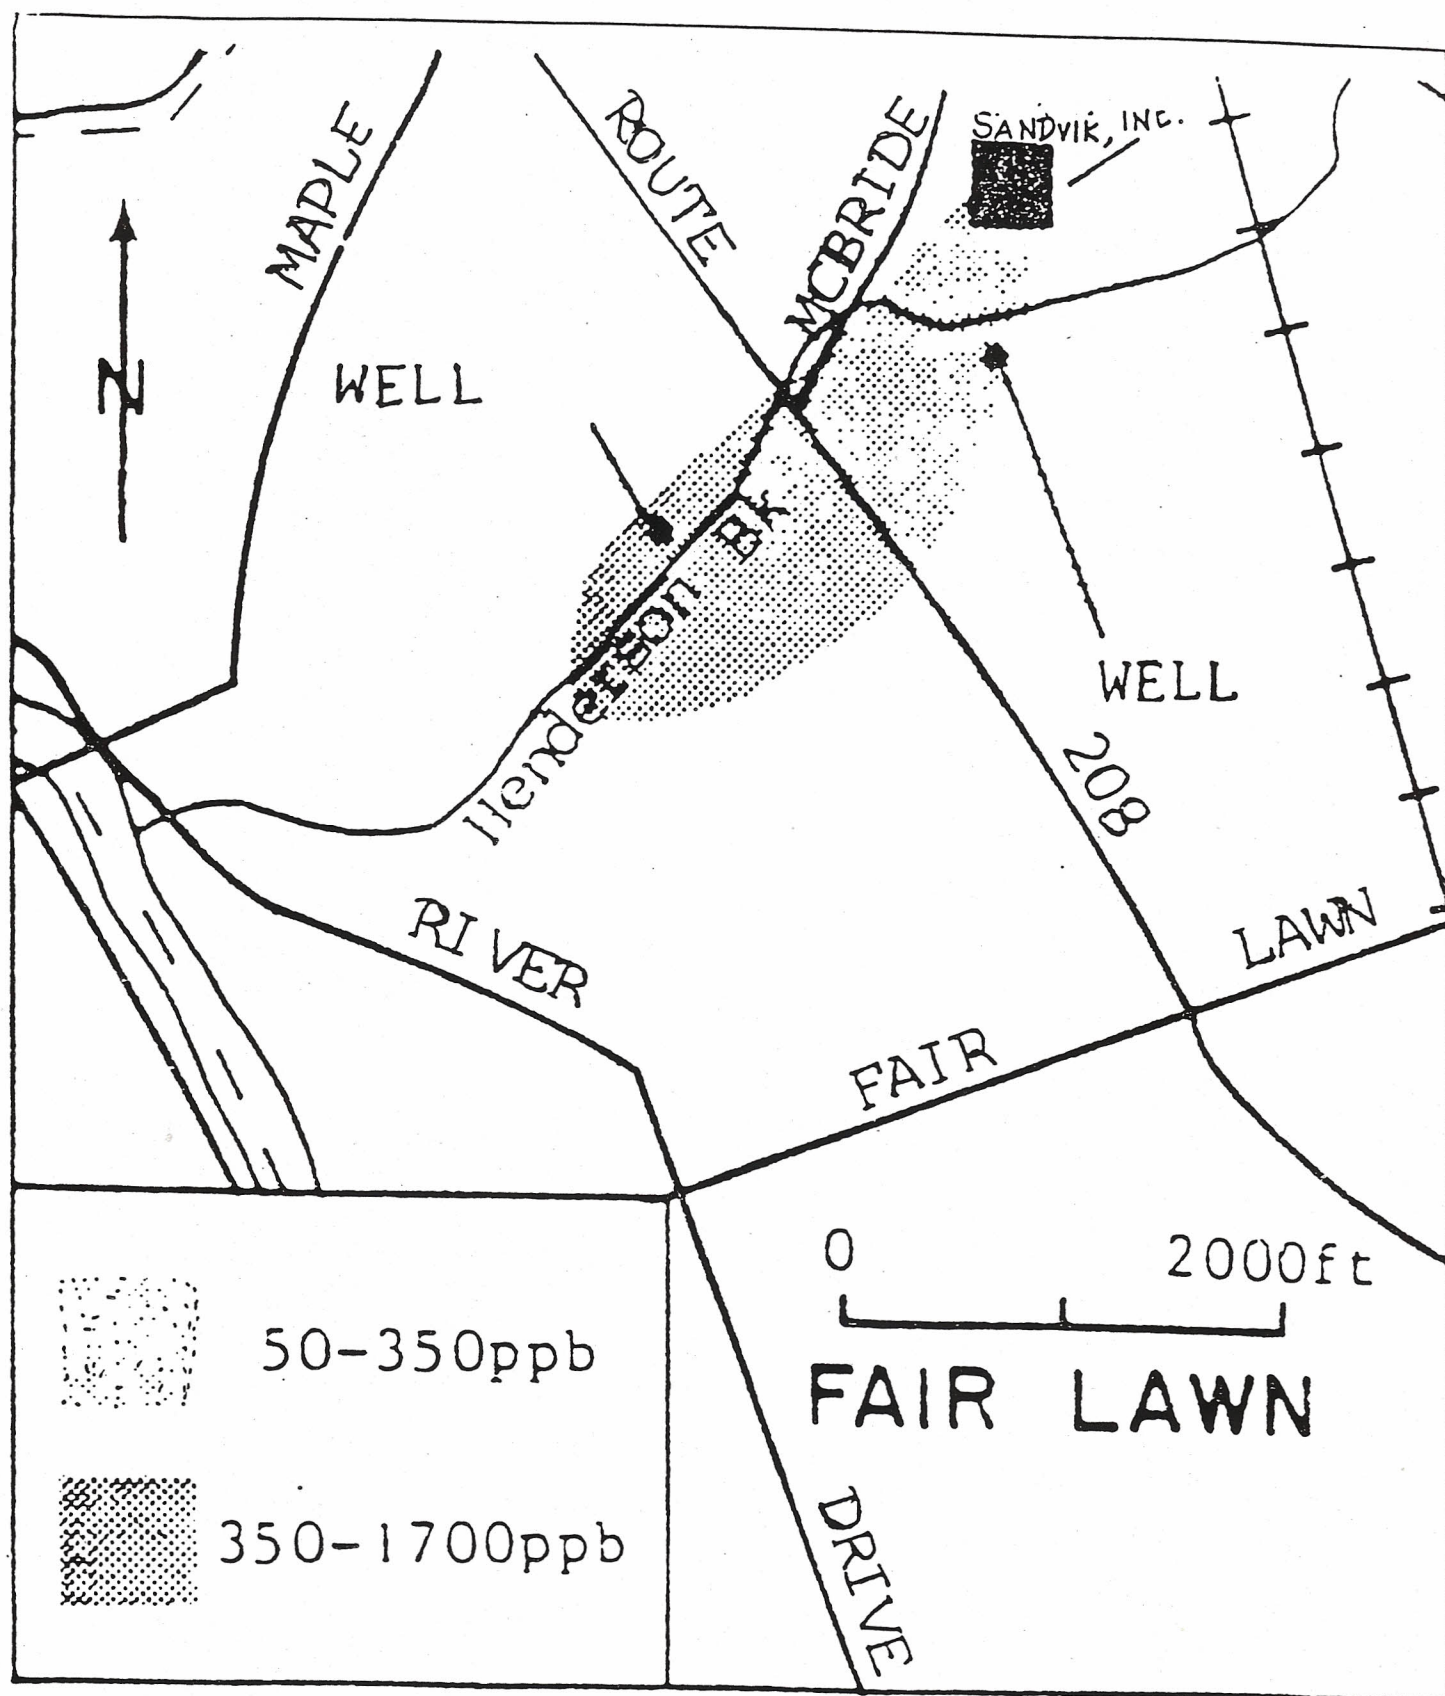 SANDVIK, INC.
MAPLE
ROUTE
MCBRIDE
N
WELL
Henderson Bk
WELL
208
RIVER
LAWN
FAIR
0 2000ft
50-350ppb
FAIR LAWN
350-1700ppb
DRIVE